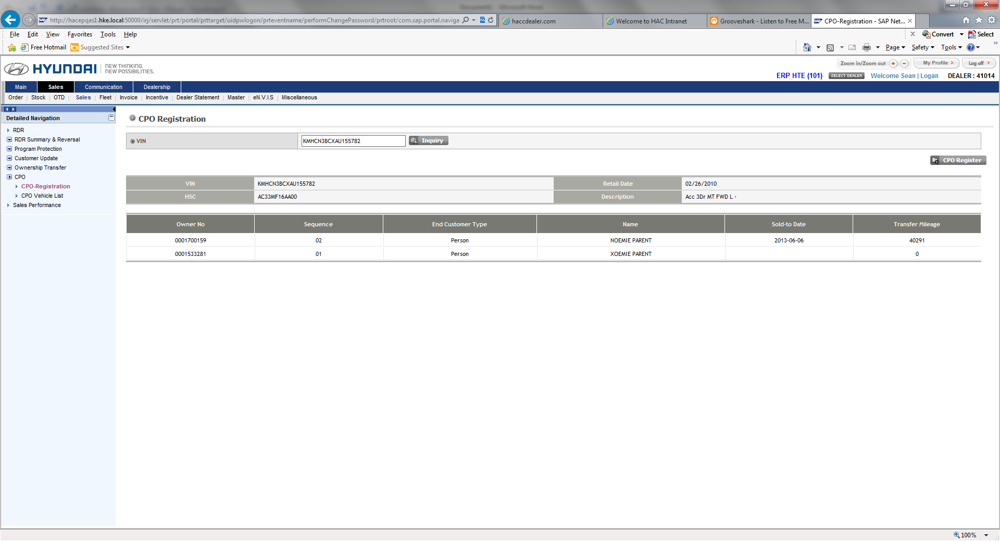 http://hacepqas1.hke.local:50000/irj/servlet/prt/portal/prttarget/uidpwlogon/prteventname/performChangePassword/prtroot/com.sap.portal.naviga
haccdealer.com
Welcome to HAC Intranet
Grooveshark - Listen to Free M...
CPO-Registration - SAP Net...
File Edit View Favorites Tools Help
Convert Select
Free Hotmail Suggested Sites
Page Safety Tools
HYUNDAI
NEW THINKING.
NEW POSSIBILITIES.
Zoom in/Zoom out My Profile Log off
ERP HTE (101) SELECT DEALER Welcome Sean | Logan DEALER : 41014
Main Sales Communication Dealership
Order Stock OTD Sales Fleet Invoice Incentive Dealer Statement Master eN.V.I.S Miscellaneous
Detailed Navigation
RDR
RDR Summary & Reversal
Program Protection
Customer Update
Ownership Transfer
CPO
CPO-Registration
CPO Vehicle List
Sales Performance
CPO Registration
VIN KMHCN3BCXAU155782 Inquiry
CPO Register
VIN KMHCN3BCXAU155782 Retail Date 02/26/2010
HSC AC33MF16AA00 Description Acc 3Dr MT FWD L -
Owner No Sequence End Customer Type Name Sold-to Date Transfer Mileage
0001700159 02 Person NOEMIE PARENT 2013-06-06 40291
0001533281 01 Person XOEMIE PARENT 0
100%